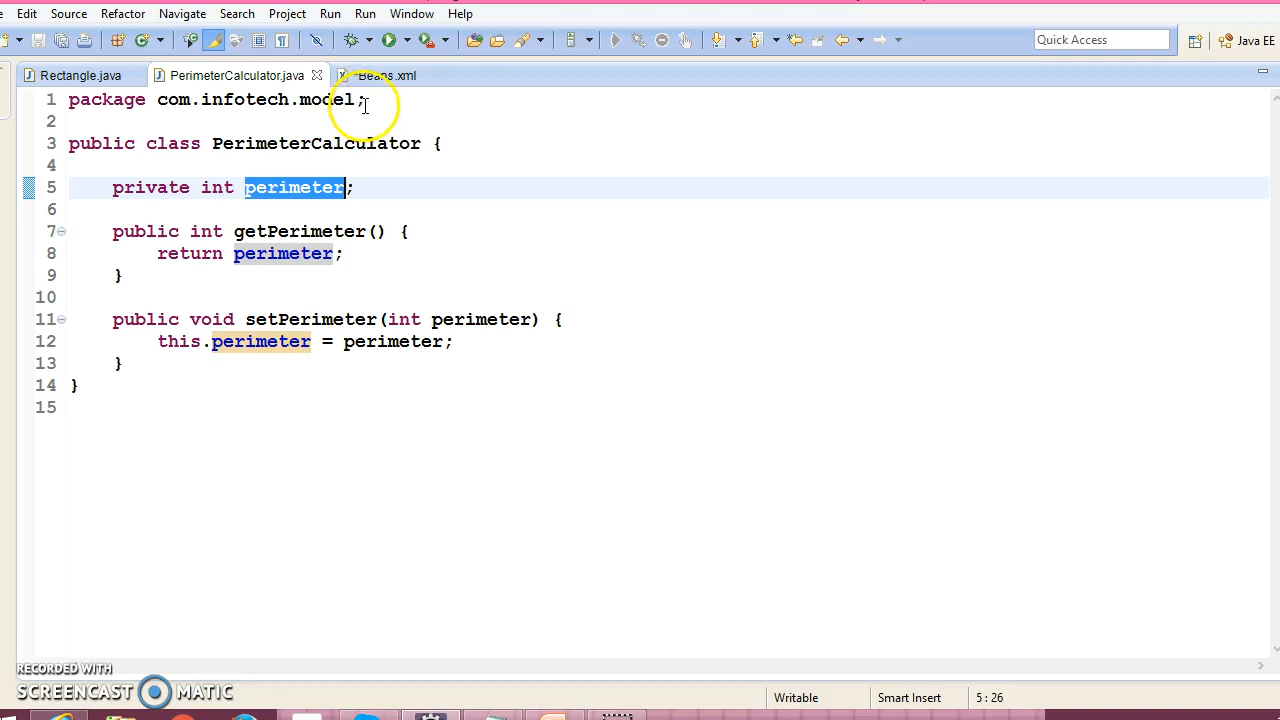 Edit Source Refactor Navigate Search Project Run Run Window Help
Quick Access
Java EE
Rectangle.java PerimeterCalculator.java *Beans.xml
1 package com.infotech.model;
2
3 public class PerimeterCalculator {
4
5 private int perimeter;
6
7 public int getPerimeter() {
8 return perimeter;
9 }
10
11 public void setPerimeter(int perimeter) {
12 this.perimeter = perimeter;
13 }
14 }
15
RECORDED WITH
SCREENCAST MATIC
Writable Smart Insert 5 : 26